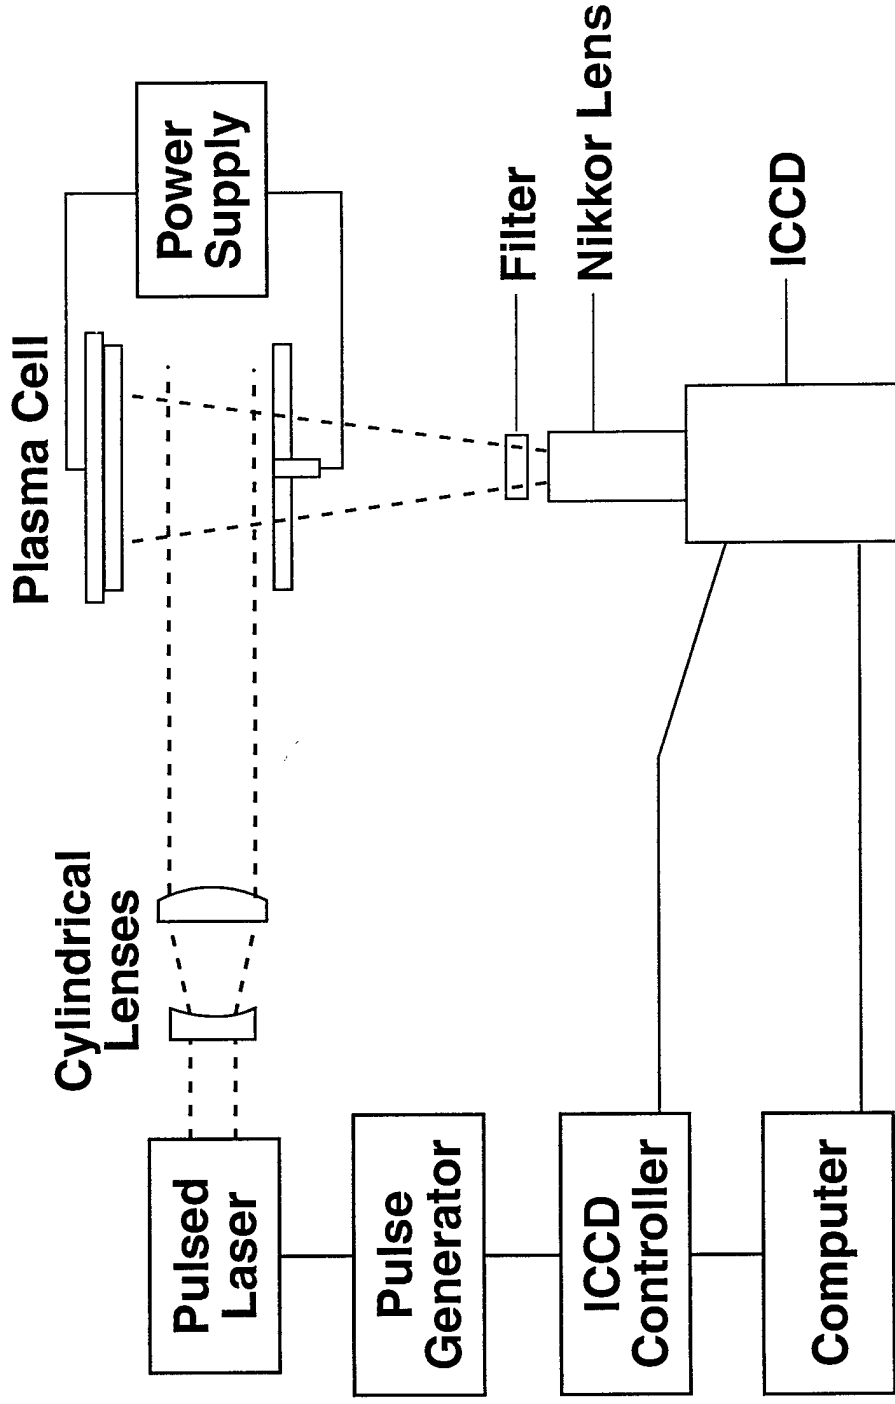 Plasma Cell
Power
Supply
Cylindrical
Lenses
Filter
Nikkor Lens
ICCD
Pulsed
Laser
Pulse
Generator
ICCD
Controller
Computer